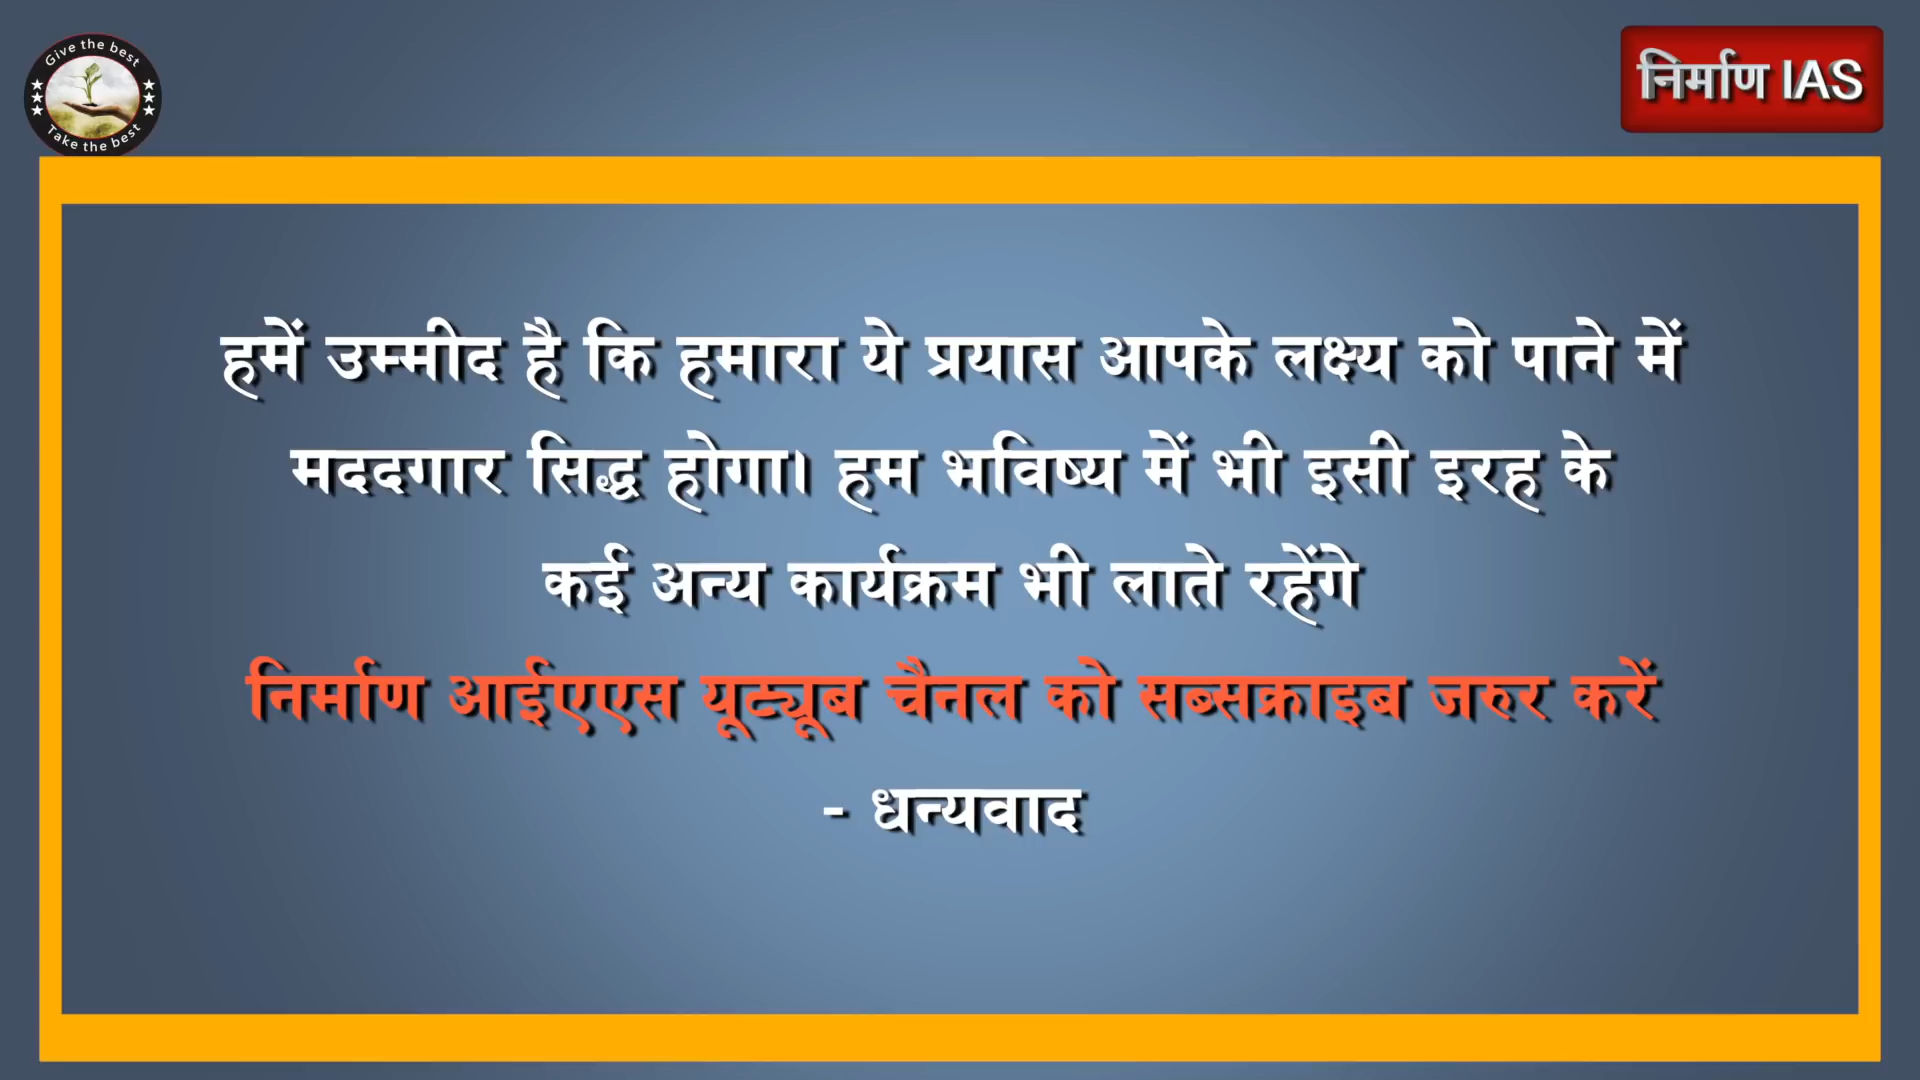 Give the best
Take the best
निर्माण IAS
हमें उम्मीद है कि हमारा ये प्रयास आपके लक्ष्य को पाने में
मददगार सिद्ध होगा। हम भविष्य में भी इसी इरह के
कई अन्य कार्यक्रम भी लाते रहेंगे
निर्माण आईएएस यूट्यूब चैनल को सब्सक्राइब जरुर करें
- धन्यवाद